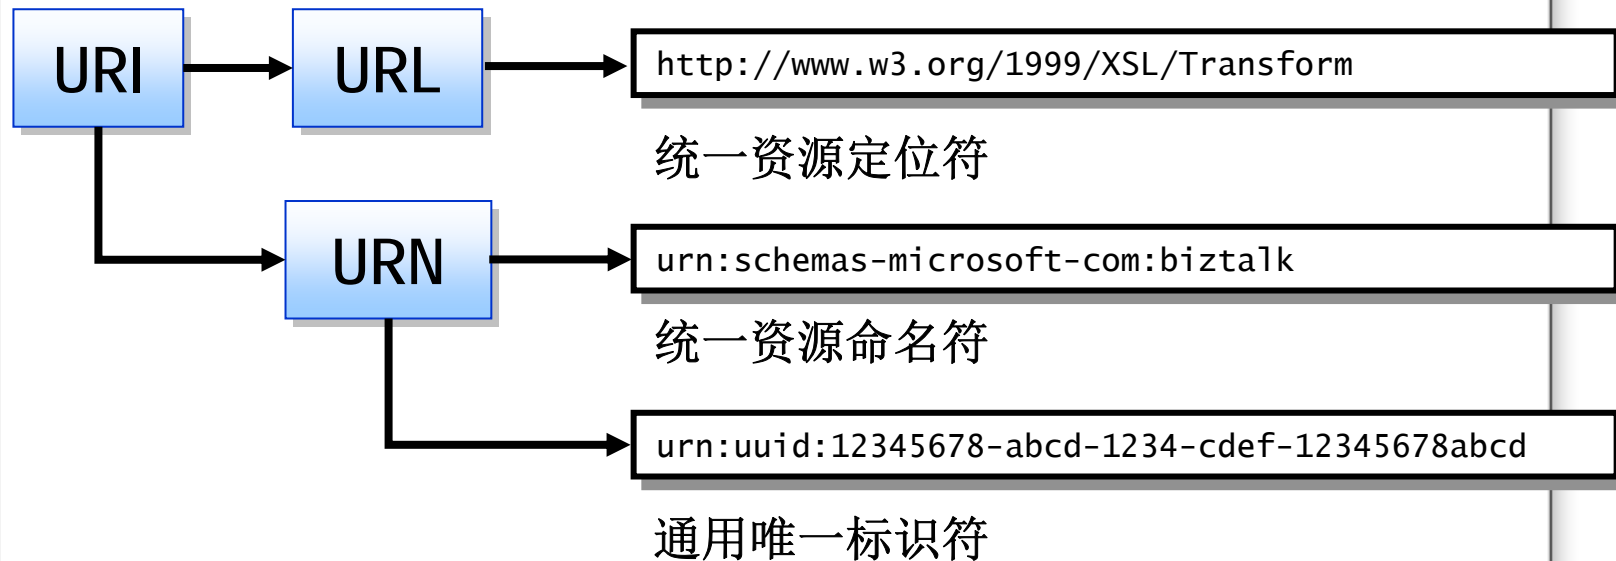 URI
URL
http://www.w3.org/1999/XSL/Transform
统一资源定位符
URN
urn:schemas-microsoft-com:biztalk
统一资源命名符
urn:uuid:12345678-abcd-1234-cdef-12345678abcd
通用唯一标识符